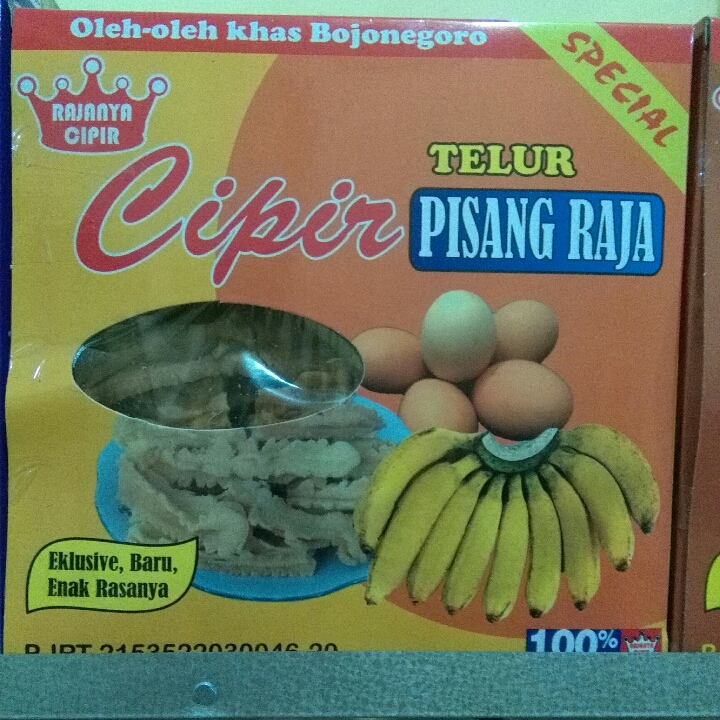 Oleh-oleh khas Bojonegoro
SPECIAL
RAJANYA
CIPIR
Cipir
TELUR
PISANG RAJA
Eklusive, Baru,
Enak Rasanya
100%